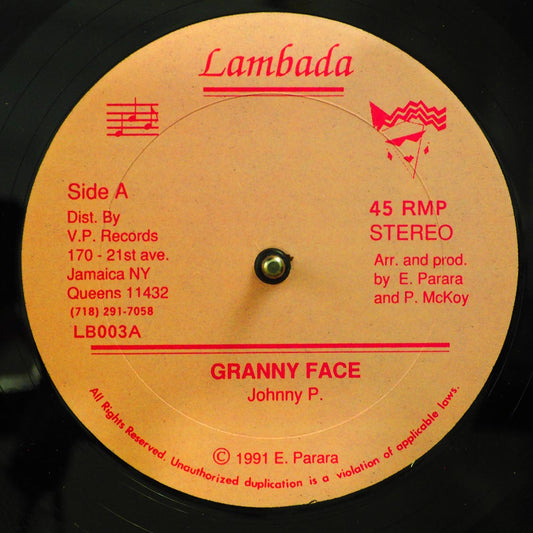 Lambada
Side A
Dist. By
V.P. Records
170 - 21st ave.
Jamaica NY
Queens 11432
(718) 291-7058
LB003A
45 RMP
STEREO
Arr. and prod.
by E. Parara
and P. McKoy
GRANNY FACE
Johnny P.
© 1991 E. Parara
All Rights Reserved. Unauthorized duplication is a violation of applicable laws.